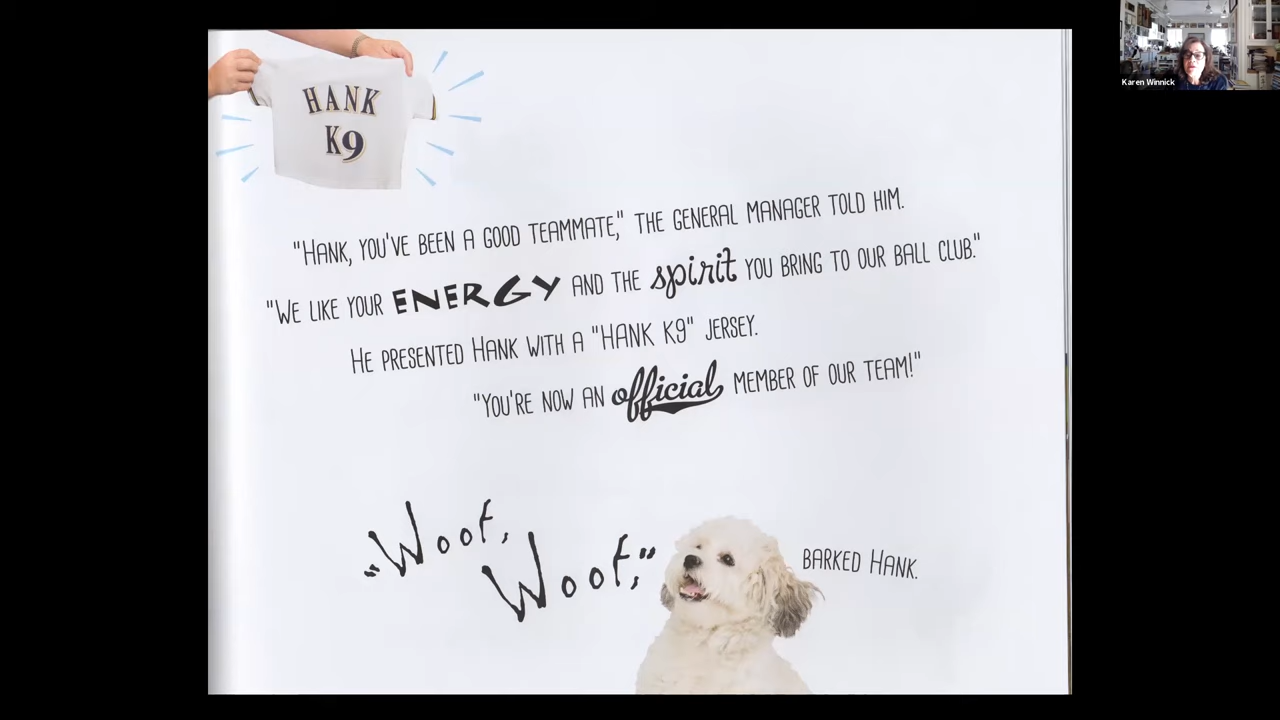 Karen Winnick
HANK
K9
"HANK, YOU'VE BEEN A GOOD TEAMMATE," THE GENERAL MANAGER TOLD HIM.
"WE LIKE YOUR ENERGY AND THE spirit YOU BRING TO OUR BALL CLUB."
HE PRESENTED HANK WITH A "HANK K9" JERSEY.
"YOU'RE NOW AN official MEMBER OF OUR TEAM!"
"Woof,
Woof," BARKED HANK.